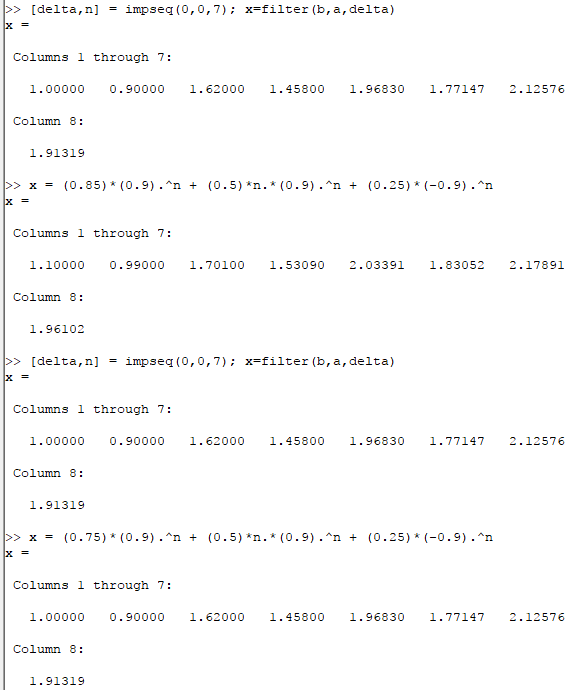 >> [delta,n] = impseq(0,0,7); x=filter(b,a,delta)
x =
Columns 1 through 7:
1.00000 0.90000 1.62000 1.45800 1.96830 1.77147 2.12576
Column 8:
1.91319
>> x = (0.85)*(0.9).^n + (0.5)*n.*(0.9).^n + (0.25)*(-0.9).^n
x =
Columns 1 through 7:
1.10000 0.99000 1.70100 1.53090 2.03391 1.83052 2.17891
Column 8:
1.96102
>> [delta,n] = impseq(0,0,7); x=filter(b,a,delta)
x =
Columns 1 through 7:
1.00000 0.90000 1.62000 1.45800 1.96830 1.77147 2.12576
Column 8:
1.91319
>> x = (0.75)*(0.9).^n + (0.5)*n.*(0.9).^n + (0.25)*(-0.9).^n
x =
Columns 1 through 7:
1.00000 0.90000 1.62000 1.45800 1.96830 1.77147 2.12576
Column 8:
1.91319